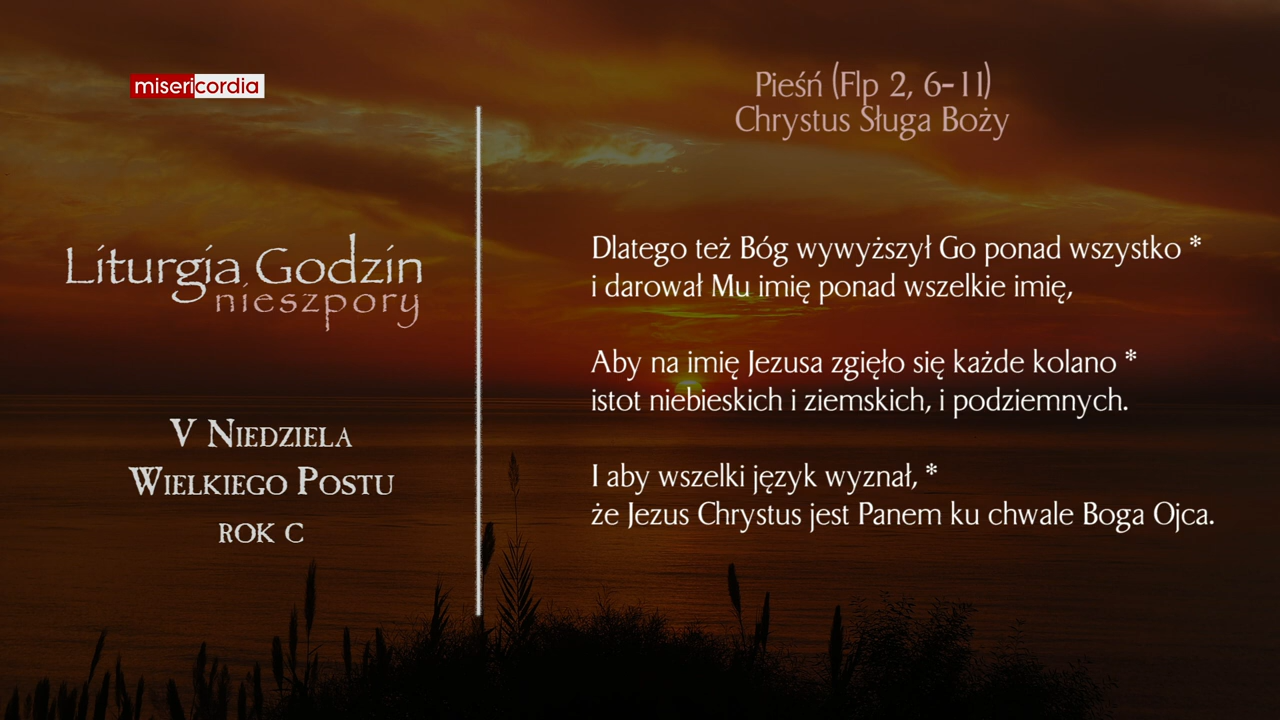 misericordia
Liturgia Godzin
nieszpory
V Niedziela
Wielkiego Postu
rok C
Pieśń (Flp 2, 6-11)
Chrystus Sługa Boży
Dlatego też Bóg wywyższył Go ponad wszystko *
i darował Mu imię ponad wszelkie imię,
Aby na imię Jezusa zgięło się każde kolano *
istot niebieskich i ziemskich, i podziemnych.
I aby wszelki język wyznał, *
że Jezus Chrystus jest Panem ku chwale Boga Ojca.